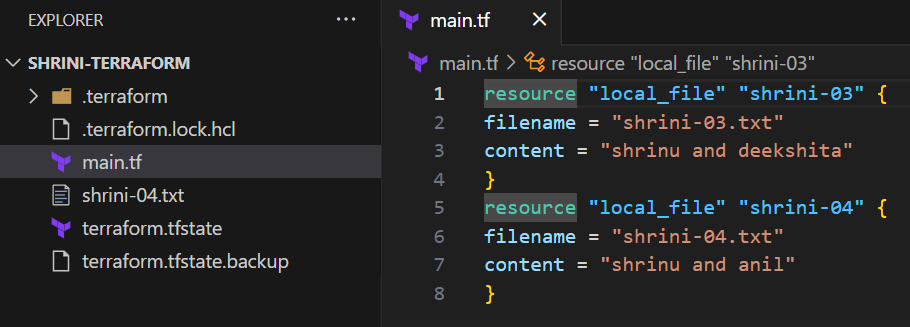 EXPLORER ...
SHRINI-TERRAFORM
.terraform
.terraform.lock.hcl
main.tf
shrini-04.txt
terraform.tfstate
terraform.tfstate.backup
main.tf
main.tf > resource "local_file" "shrini-03"
1 resource "local_file" "shrini-03" {
2 filename = "shrini-03.txt"
3 content = "shrinu and deekshita"
4 }
5 resource "local_file" "shrini-04" {
6 filename = "shrini-04.txt"
7 content = "shrinu and anil"
8 }